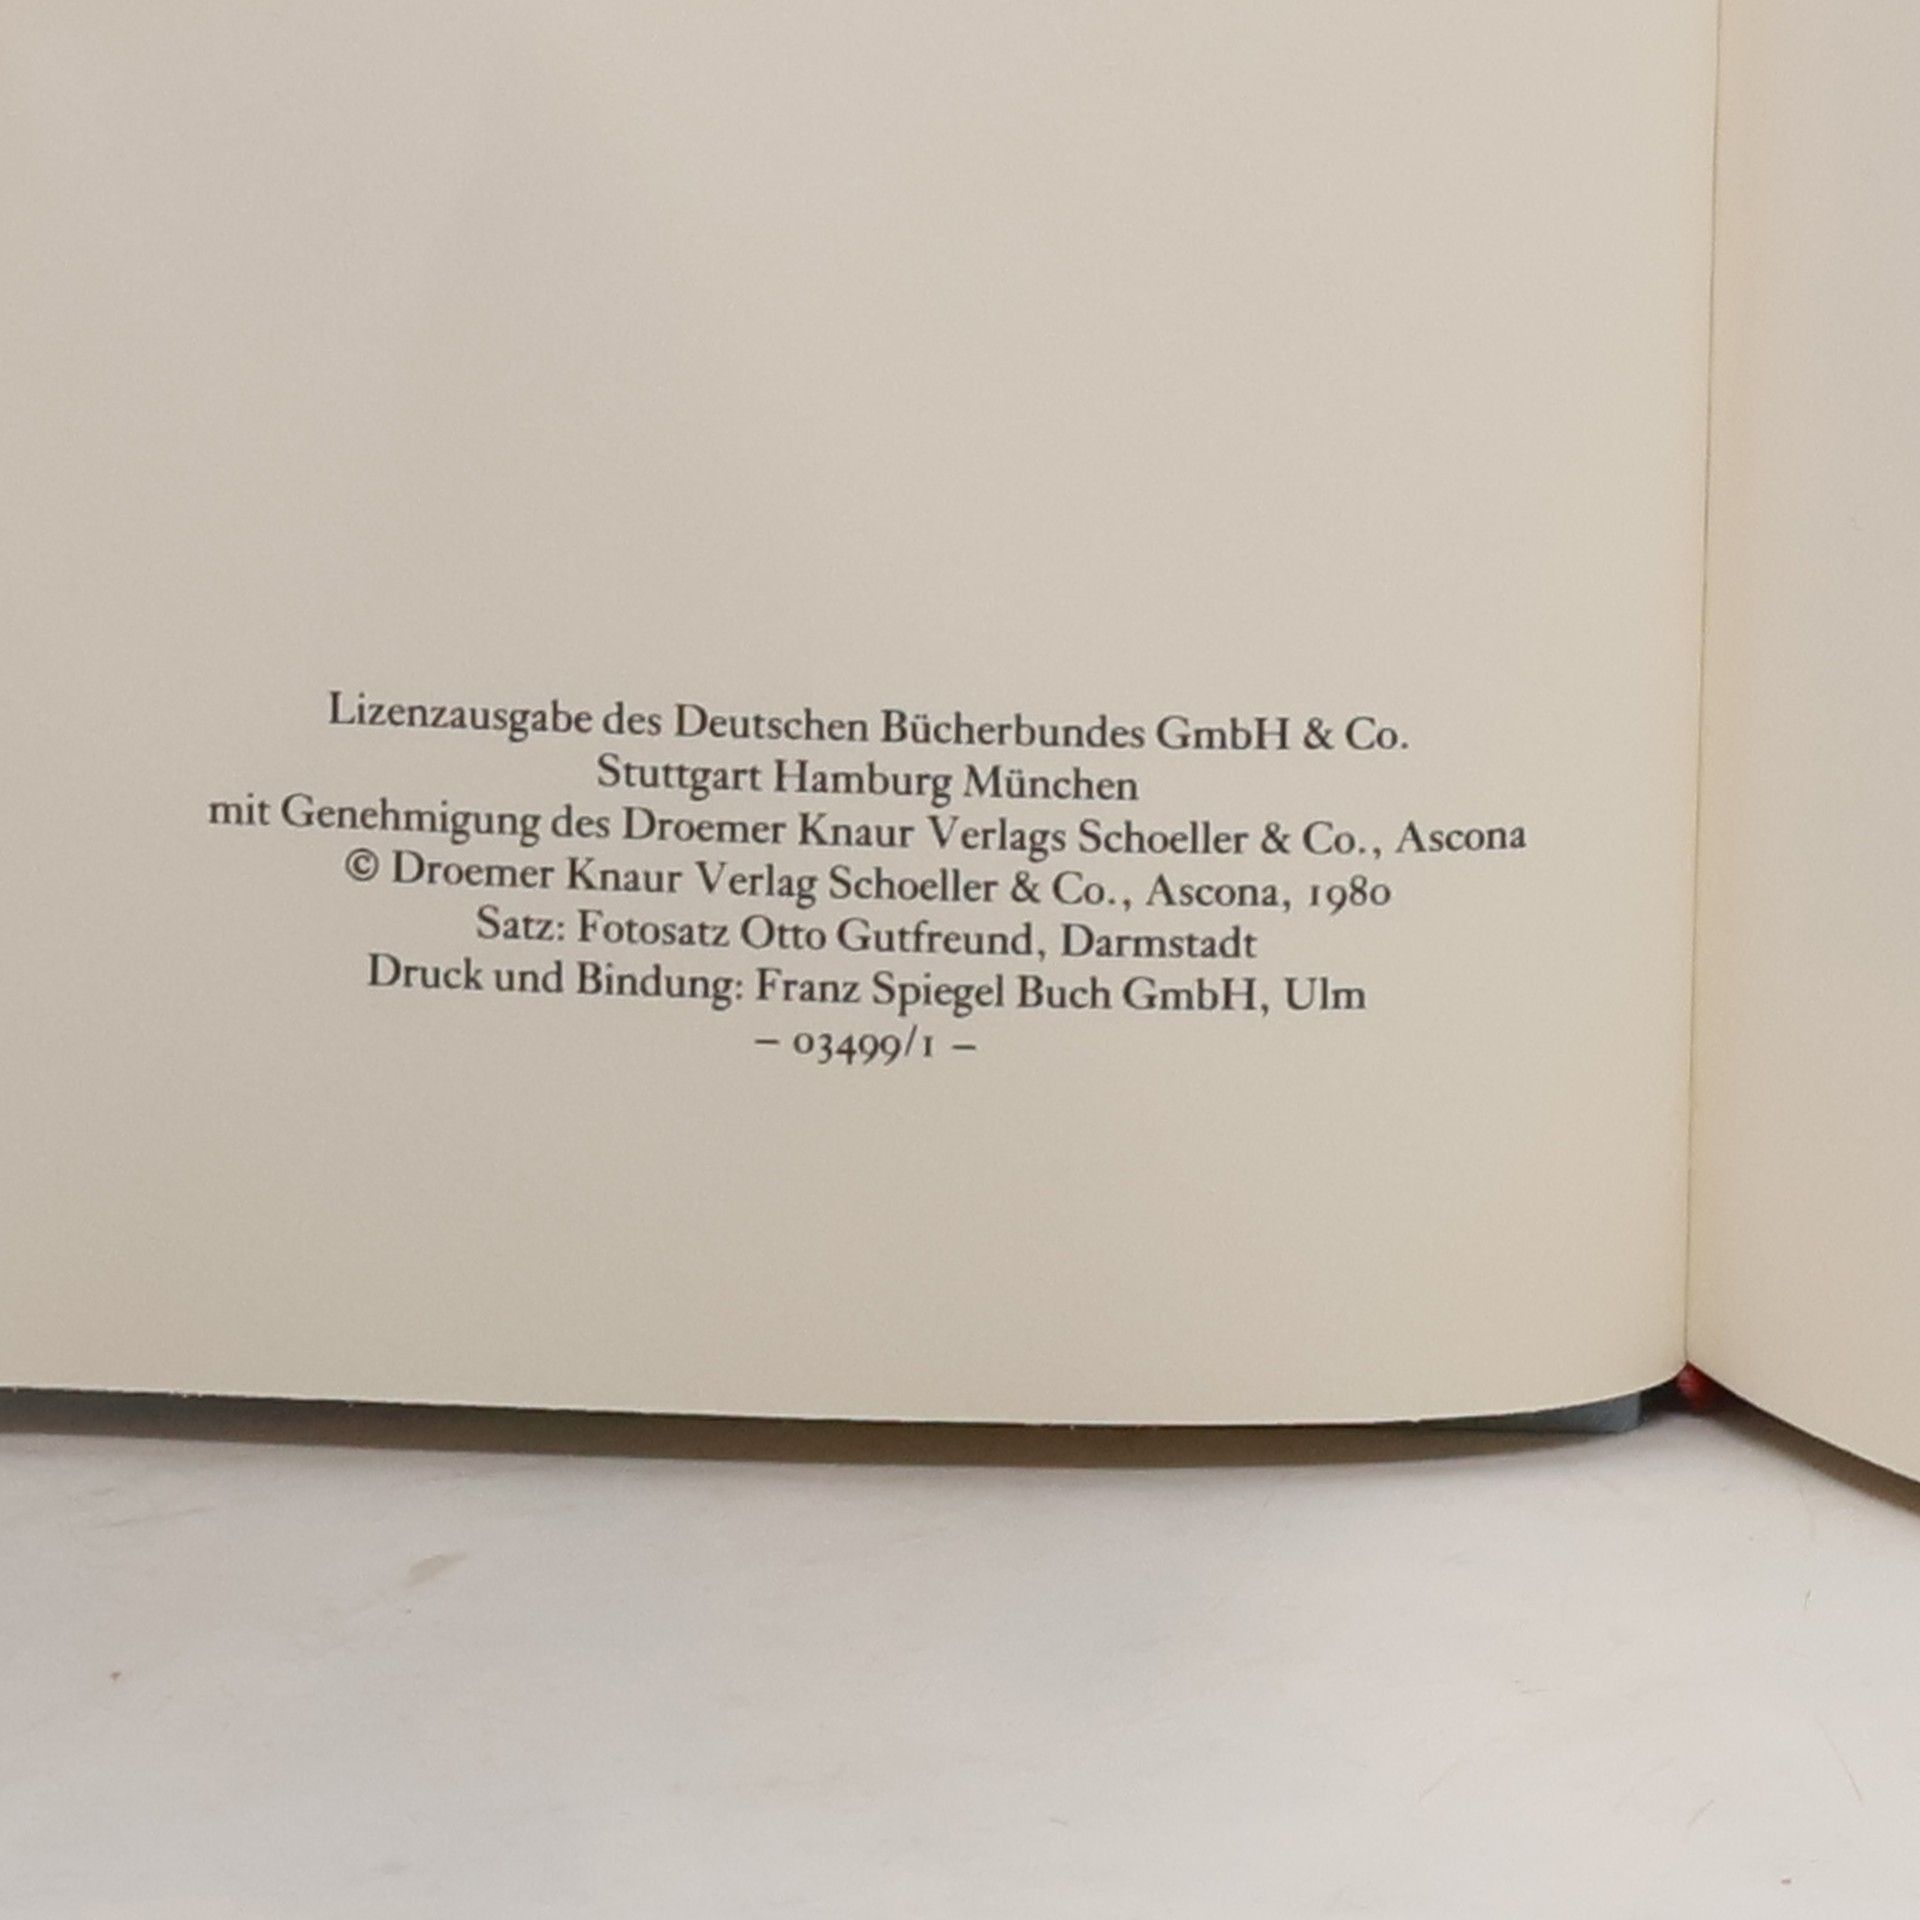 Lizenzausgabe des Deutschen Bücherbundes GmbH & Co.
Stuttgart Hamburg München
mit Genehmigung des Droemer Knaur Verlags Schoeller & Co., Ascona
© Droemer Knaur Verlag Schoeller & Co., Ascona, 1980
Satz: Fotosatz Otto Gutfreund, Darmstadt
Druck und Bindung: Franz Spiegel Buch GmbH, Ulm
– 03499/1 –